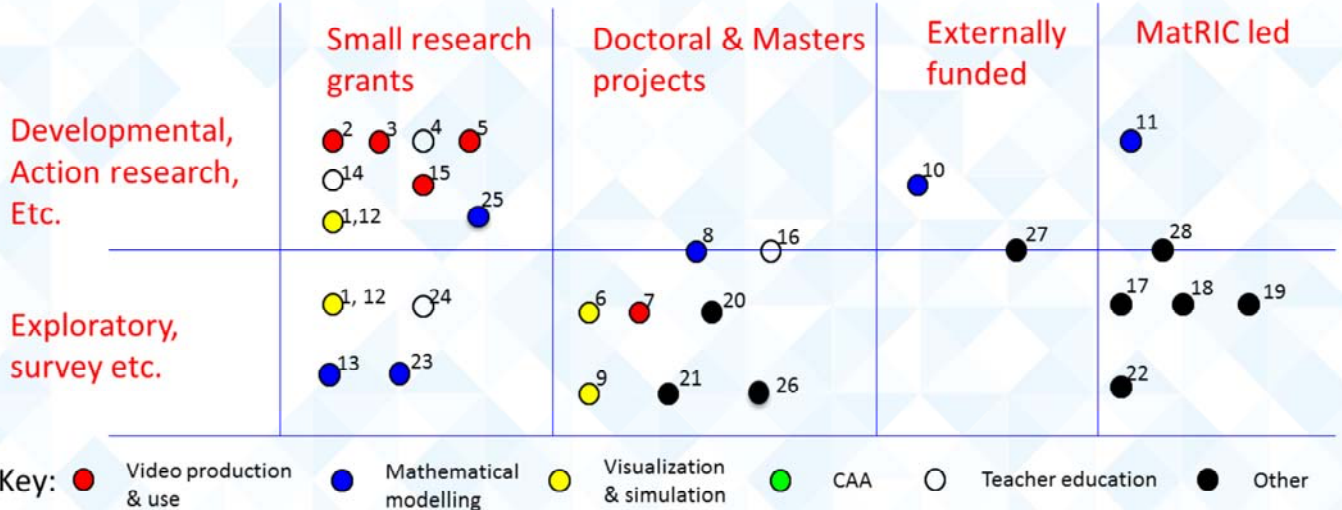 Small research
grants
Doctoral & Masters
projects
Externally
funded
MatRIC led
Developmental,
Action research,
Etc.
2 3 4 5
14 15
1,12 25
10
11
8 16
27
28
Exploratory,
survey etc.
1, 12 24
13 23
6 7 20
9 21 26
17 18 19
22
Key:
Video production
& use
Mathematical
modelling
Visualization
& simulation
CAA
Teacher education
Other